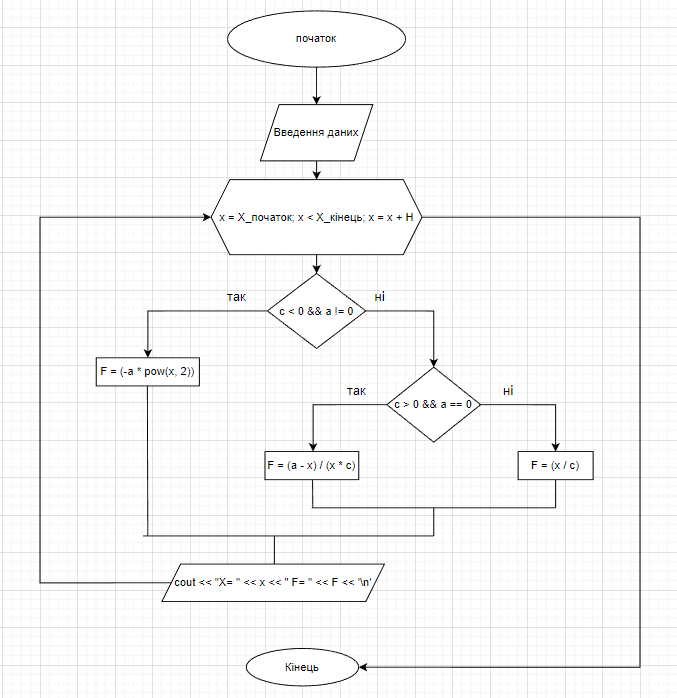 початок
Введення даних
x = X_початок; x < X_кінець; x = x + H
так
ні
c < 0 && a != 0
F = (-a * pow(x, 2))
так
ні
c > 0 && a == 0
F = (a - x) / (x * c)
F = (x / c)
cout << "X= " << x << " F= " << F << '\n'
Кінець